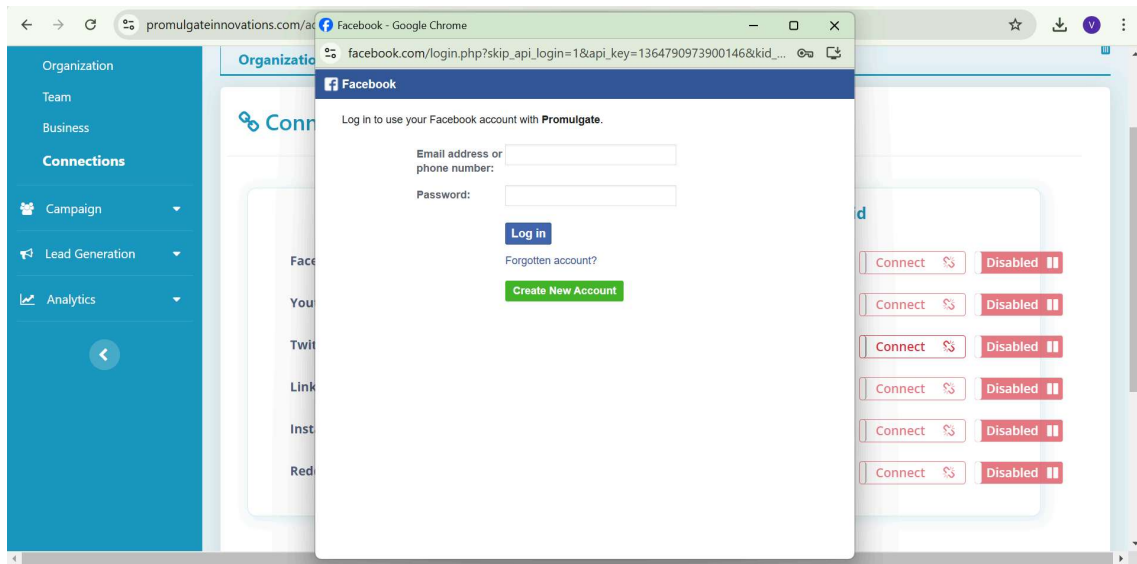 promulgateinnovations.com/ac
Facebook - Google Chrome
facebook.com/login.php?skip_api_login=1&api_key=1364790973900146&kid_...
V
Organization
Team
Business
Connections
Campaign
Lead Generation
Analytics
Organizatio
Conn
Facebook
Log in to use your Facebook account with Promulgate.
Email address or
phone number:
Password:
Log in
Forgotten account?
Create New Account
id
Face
Connect
Disabled
You
Connect
Disabled
Twit
Connect
Disabled
Link
Connect
Disabled
Inst
Connect
Disabled
Red
Connect
Disabled